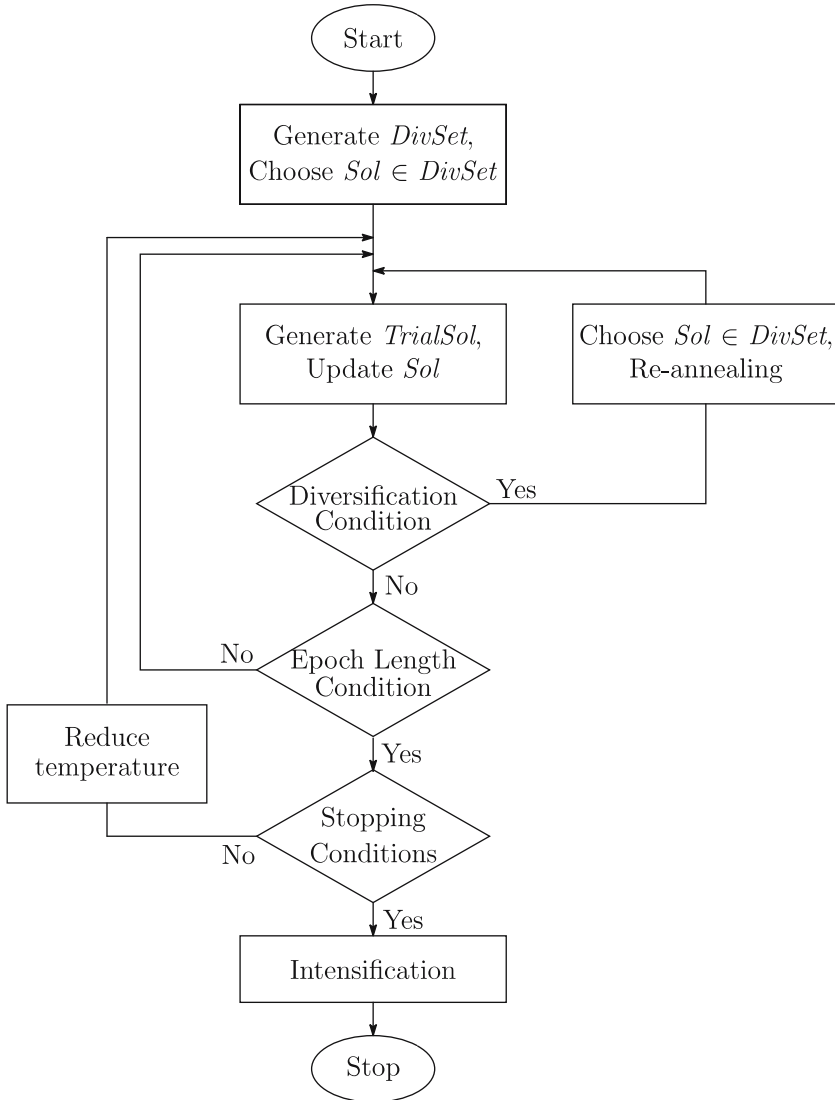 Start
Generate DivSet,
Choose Sol ∈ DivSet
Generate TrialSol,
Update Sol
Choose Sol ∈ DivSet,
Re-annealing
Diversification
Condition
Yes
No
Epoch Length
Condition
No
Yes
Reduce
temperature
Stopping
Conditions
No
Yes
Intensification
Stop